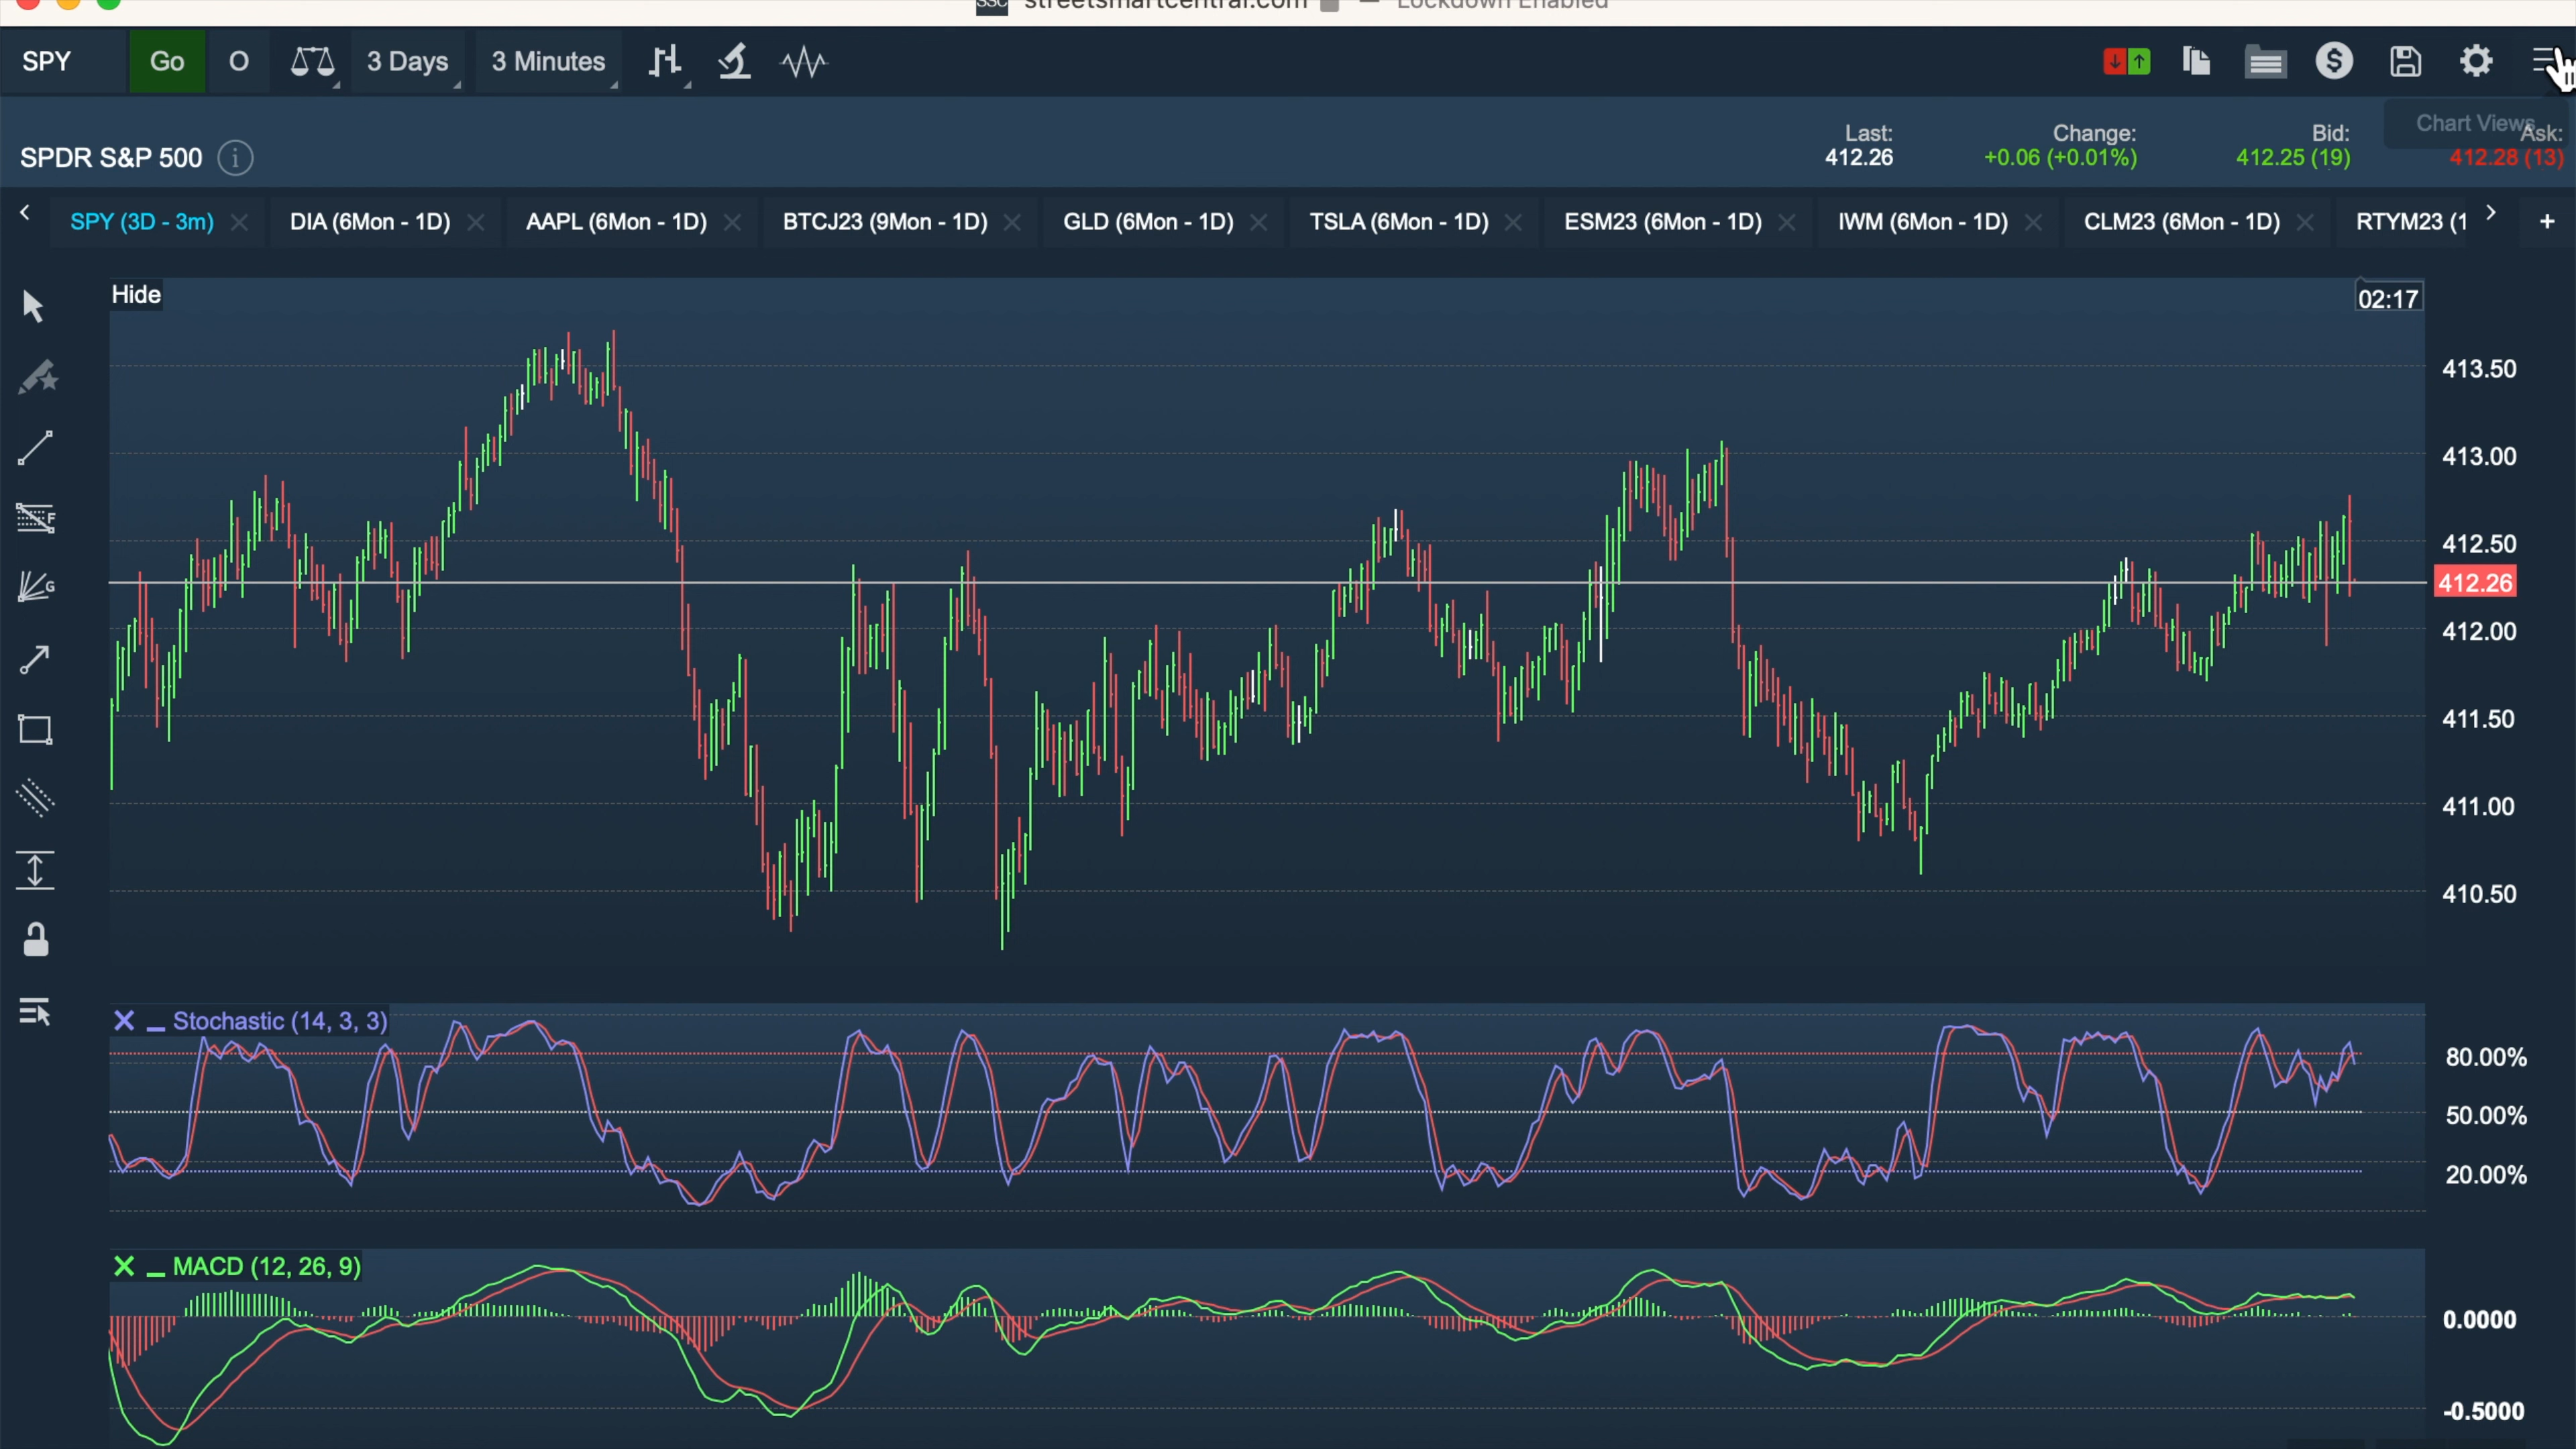 SSC streetsmartcentral.com — Lockdown Enabled
SPY Go O 3 Days 3 Minutes
Chart Views
SPDR S&P 500 i
Last: Change: Bid: Ask:
412.26 +0.06 (+0.01%) 412.25 (19) 412.28 (13)
SPY (3D - 3m) DIA (6Mon - 1D) AAPL (6Mon - 1D) BTCJ23 (9Mon - 1D) GLD (6Mon - 1D) TSLA (6Mon - 1D) ESM23 (6Mon - 1D) IWM (6Mon - 1D) CLM23 (6Mon - 1D) RTYM23 (1 +
Hide
02:17
413.50
413.00
412.50
412.26
412.00
411.50
411.00
410.50
Stochastic (14, 3, 3)
80.00%
50.00%
20.00%
MACD (12, 26, 9)
0.0000
-0.5000